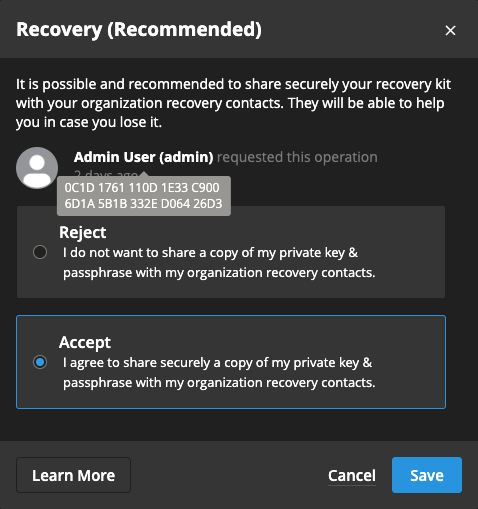 Recovery (Recommended)
It is possible and recommended to share securely your recovery kit
with your organization recovery contacts. They will be able to help
you in case you lose it.
Admin User (admin) requested this operation
2 days ago
0C1D 1761 110D 1E33 C900
6D1A 5B1B 332E D064 26D3
Reject
I do not want to share a copy of my private key &
passphrase with my organization recovery contacts.
Accept
I agree to share securely a copy of my private key &
passphrase with my organization recovery contacts.
Learn More
Cancel
Save